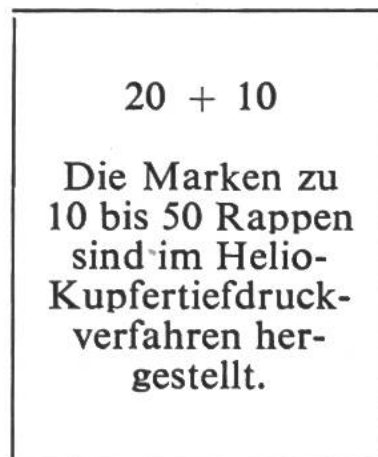 20 + 10
Die Marken zu
10 bis 50 Rappen
sind im Helio-
Kupfertiefdruck-
verfahren her-
gestellt.